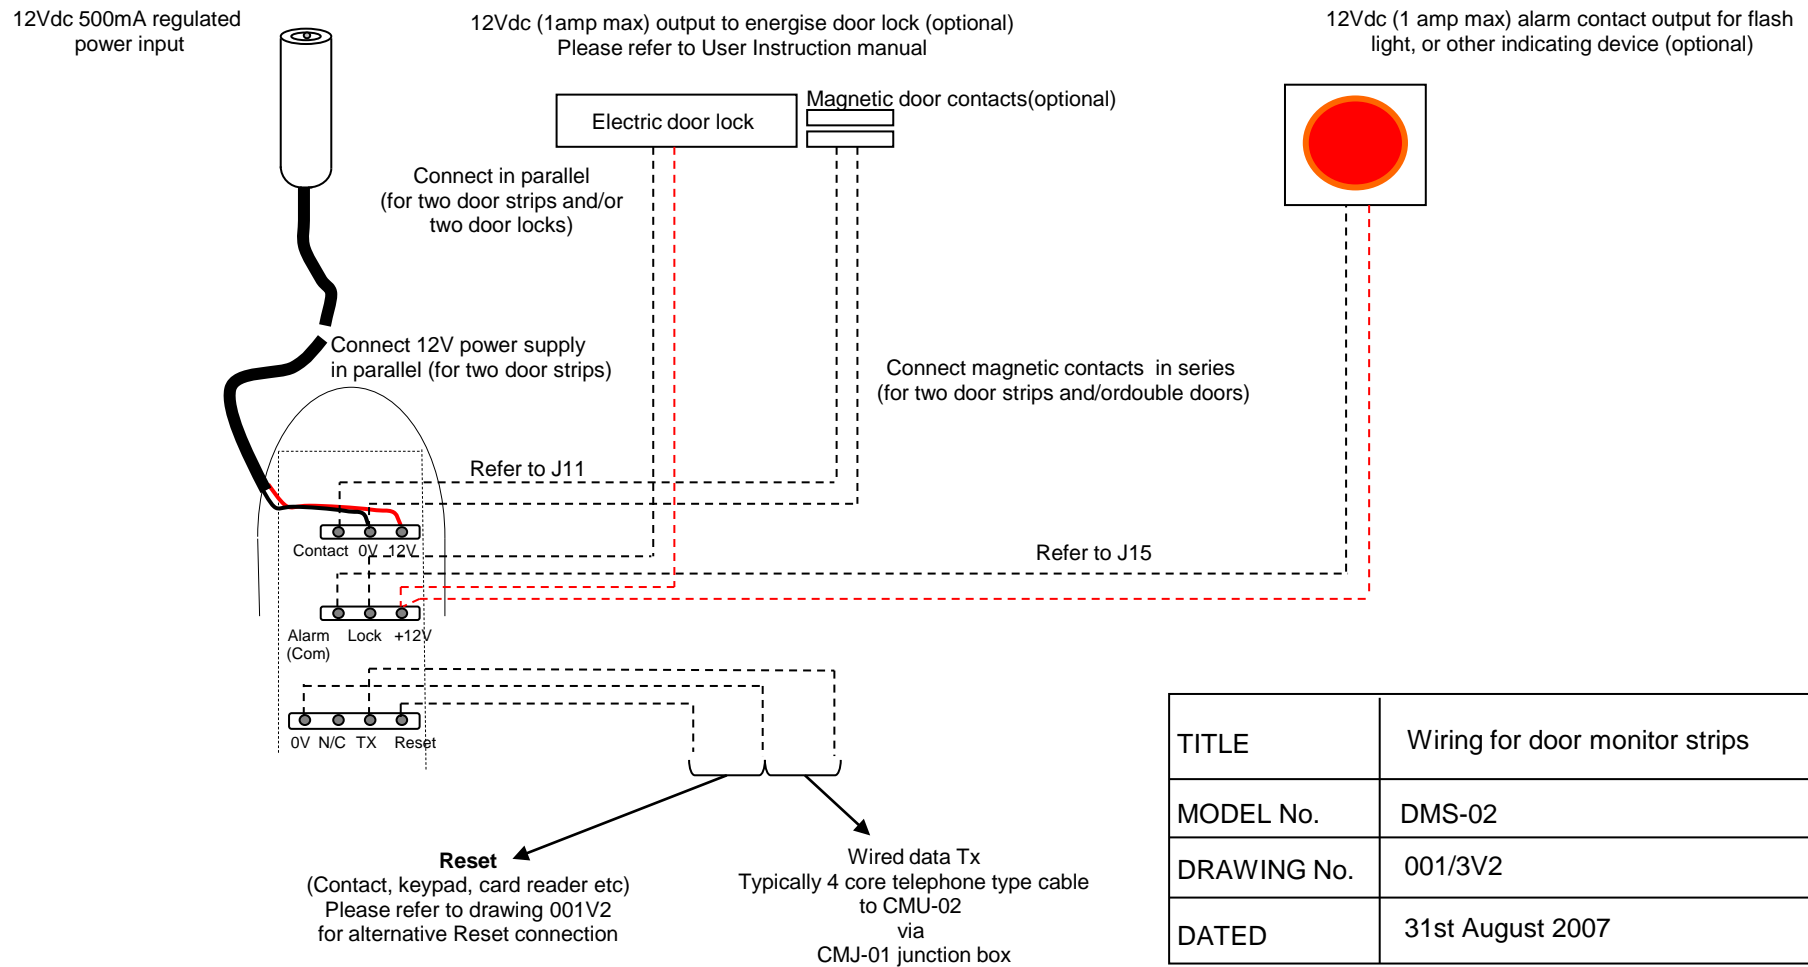 12Vdc 500mA regulated
power input
12Vdc (1amp max) output to energise door lock (optional)
Please refer to User Instruction manual
12Vdc (1 amp max) alarm contact output for flash
light, or other indicating device (optional)
Electric door lock
Magnetic door contacts(optional)
Connect in parallel
(for two door strips and/or
two door locks)
Connect 12V power supply
in parallel (for two door strips)
Connect magnetic contacts in series
(for two door strips and/ordouble doors)
Refer to J11
Contact 0V 12V
Refer to J15
Alarm Lock +12V
(Com)
0V N/C TX Reset
Reset
(Contact, keypad, card reader etc)
Please refer to drawing 001V2
for alternative Reset connection
Wired data Tx
Typically 4 core telephone type cable
to CMU-02
via
CMJ-01 junction box
TITLE Wiring for door monitor strips
MODEL No. DMS-02
DRAWING No. 001/3V2
DATED 31st August 2007